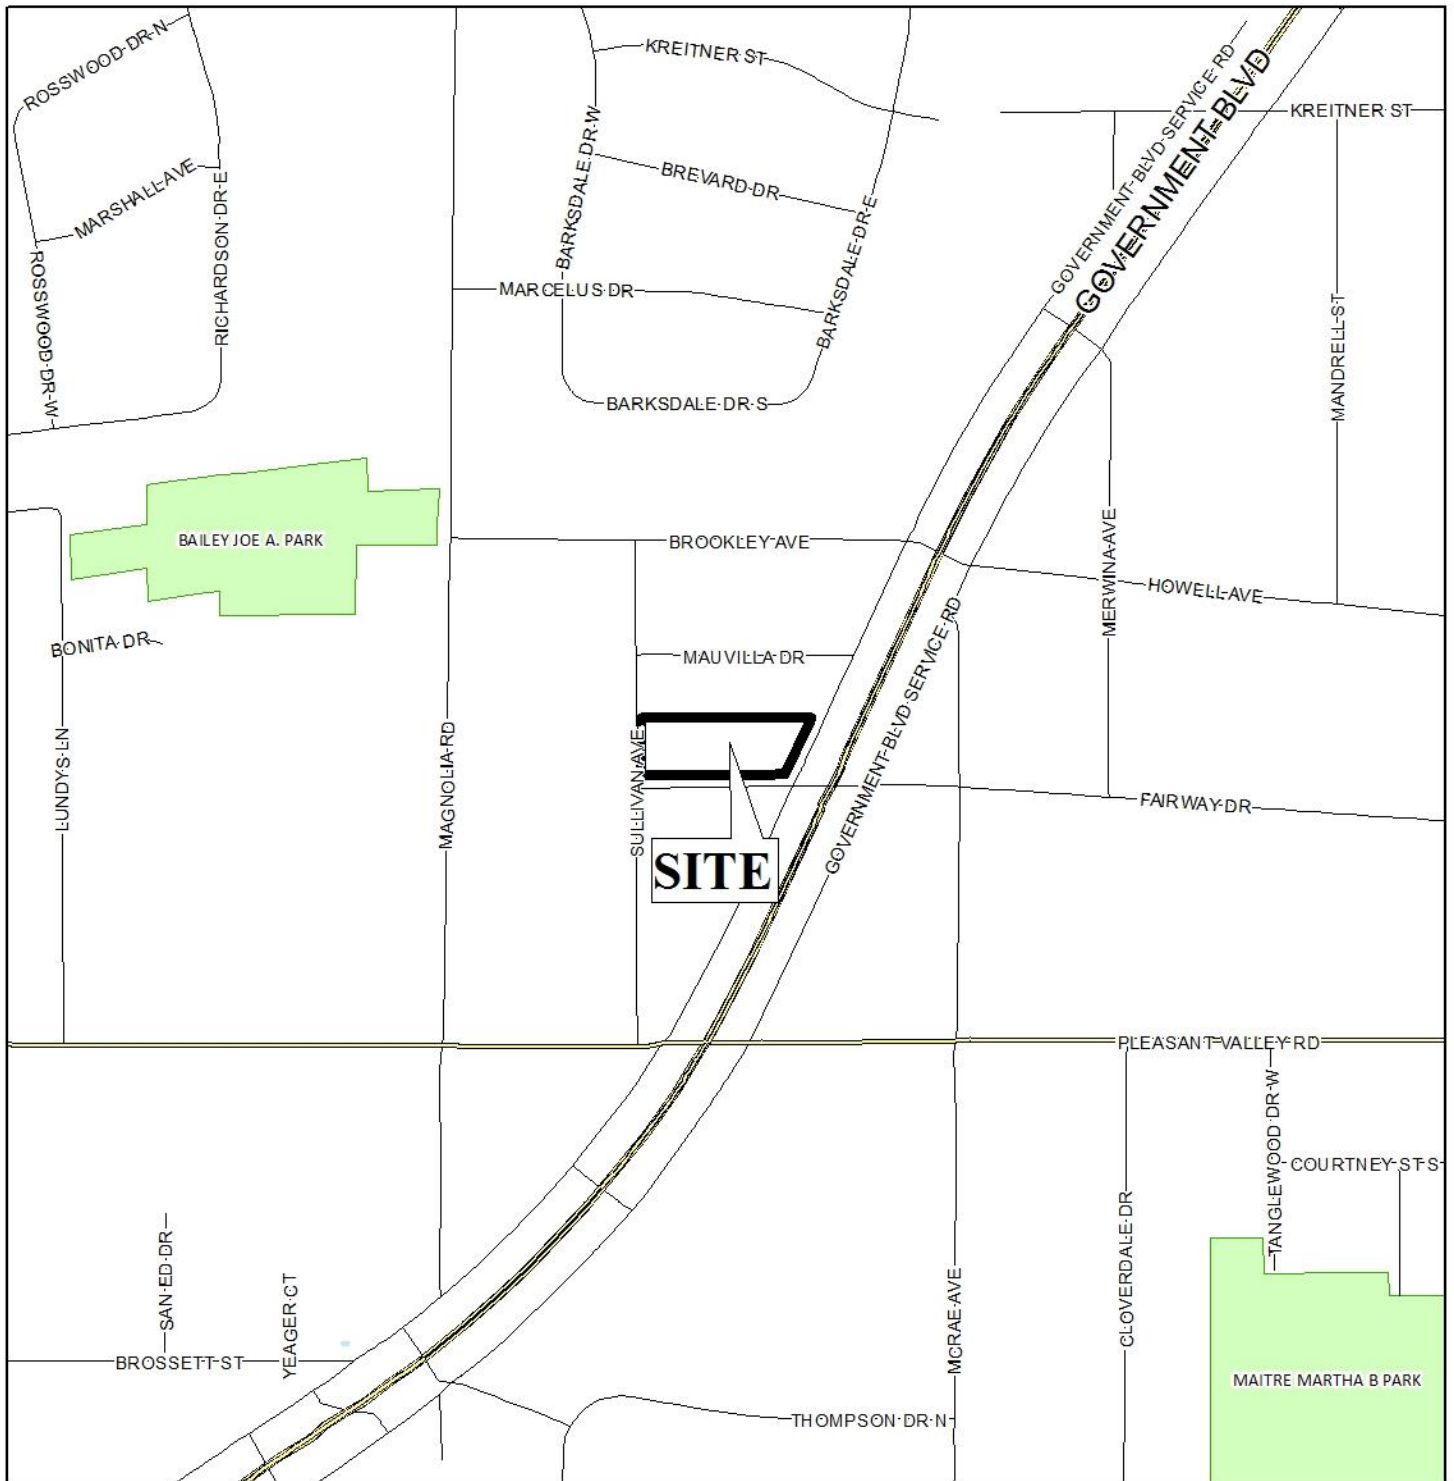 ROSSWOOD DR N
KREITNER ST
GOVERNMENT BLVD SERVICE RD
GOVERNMENT BLVD
KREITNER ST
MARSHALL AVE
RICHARDSON DR E
BARKSDALE DR W
BREVARD DR
BARKSDALE DR E
ROSSWOOD DR W
MARCELUS DR
MANDRELL ST
BARKSDALE DR S
BAILEY JOE A. PARK
BROOKLEY AVE
MERWINA AVE
HOWELL AVE
BONITA DR
MAUVILLA DR
GOVERNMENT BLVD SERVICE RD
LUNDYS LN
MAGNOLIA RD
SULLIVAN AVE
FAIRWAY DR
SITE
PLEASANT VALLEY RD
TANGLEWOOD DR W
COURTNEY ST S
SAN ED DR
YEAGER CT
MCRAE AVE
CLOVERDALE DR
BROSSETT ST
MAITRE MARTHA B PARK
THOMPSON DR N